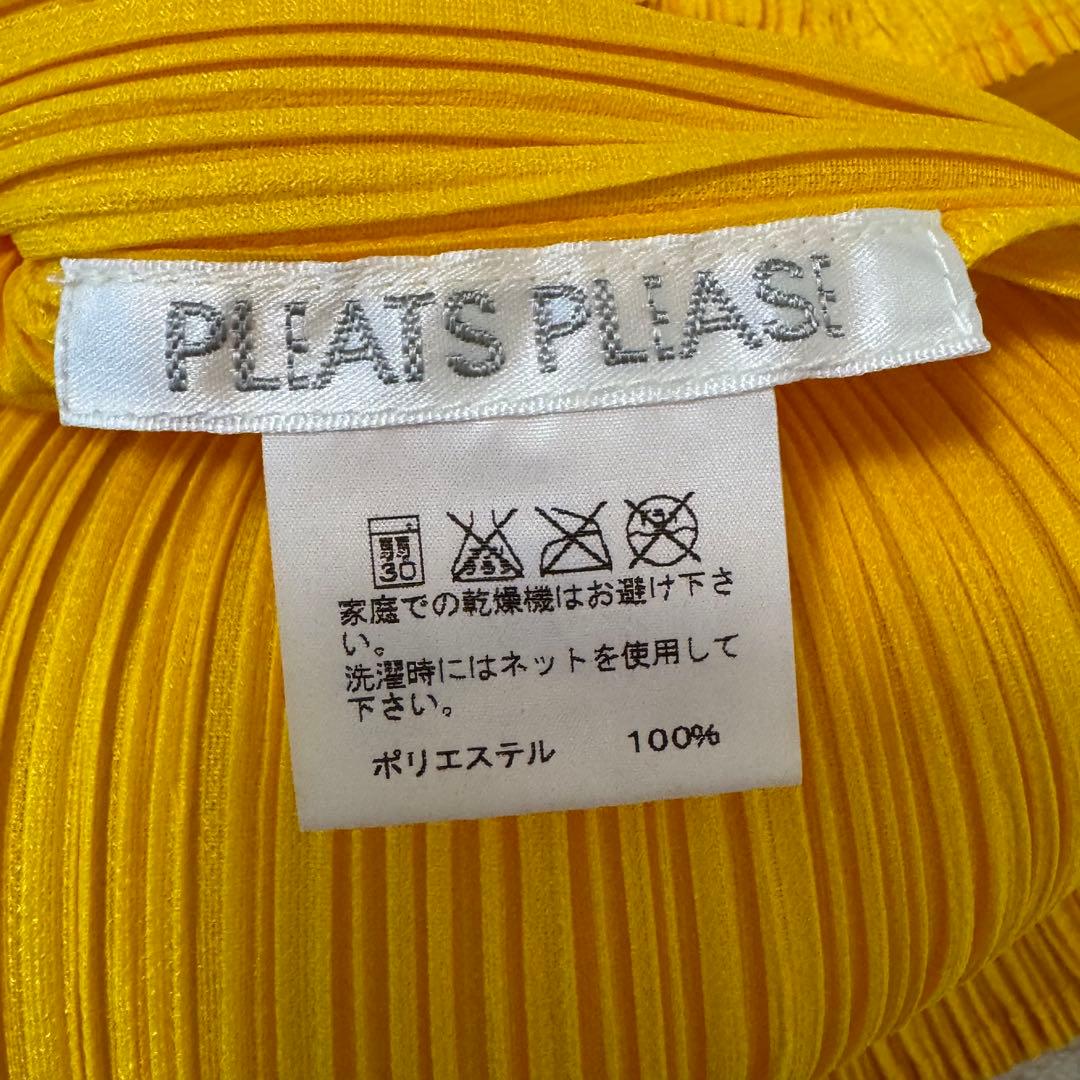 PLEATS PLEASE
弱
30
家庭での乾燥機はお避け下さ
い。
洗濯時にはネットを使用して
下さい。
ポリエステル 100%